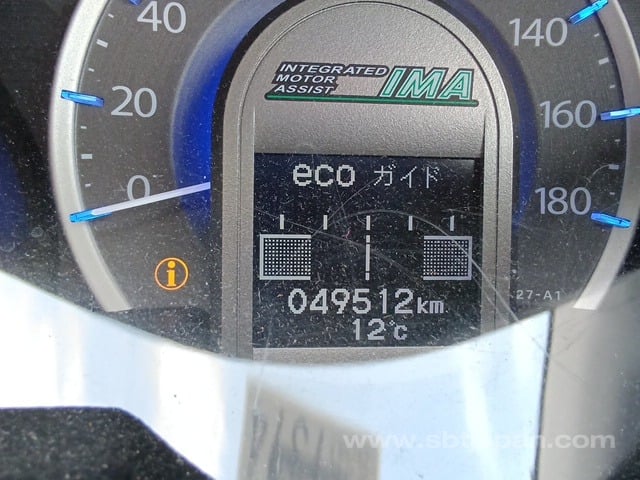 40
20
0
140
160
180
INTEGRATED
MOTOR
ASSIST
IMA
eco ガイド
i
049512km
12°C
27-A1
www.sbtjapan.com